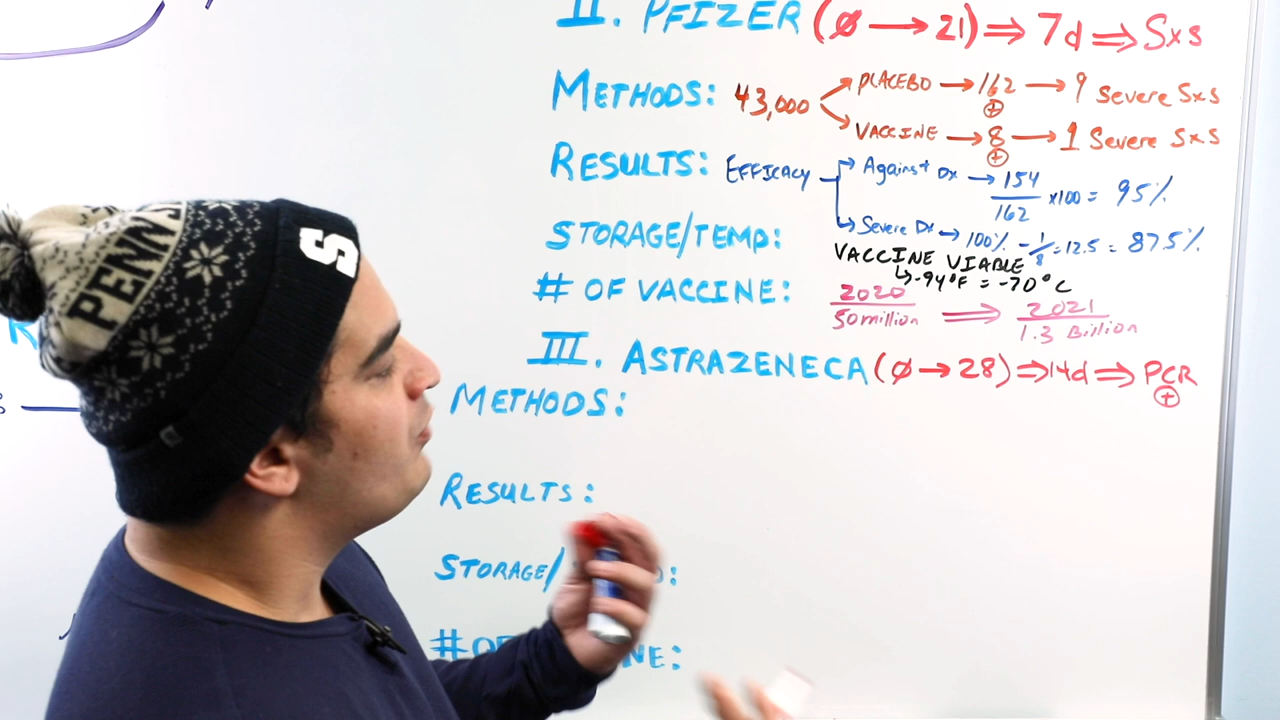 II. PFIZER (0 → 21) ⇒ 7d ⇒ Sxs
METHODS: 43,000
PLACEBO → 162 → 9 Severe Sxs
+
VACCINE → 8 → 1 Severe Sxs
+
RESULTS: EFFICACY
Against Dx → 154/162 x100 = 95%
Severe Dx → 100% - 1/8 = 12.5 = 87.5%
STORAGE/TEMP:
VACCINE VIABLE
↳ -94°F = -70°C
# OF VACCINE:
2020 ⇒ 2021
50 million 1.3 Billion
III. ASTRAZENECA (0 → 28) ⇒ 14d ⇒ PCR
+
METHODS:
RESULTS:
STORAGE/
# OF NE:
PENN S
S